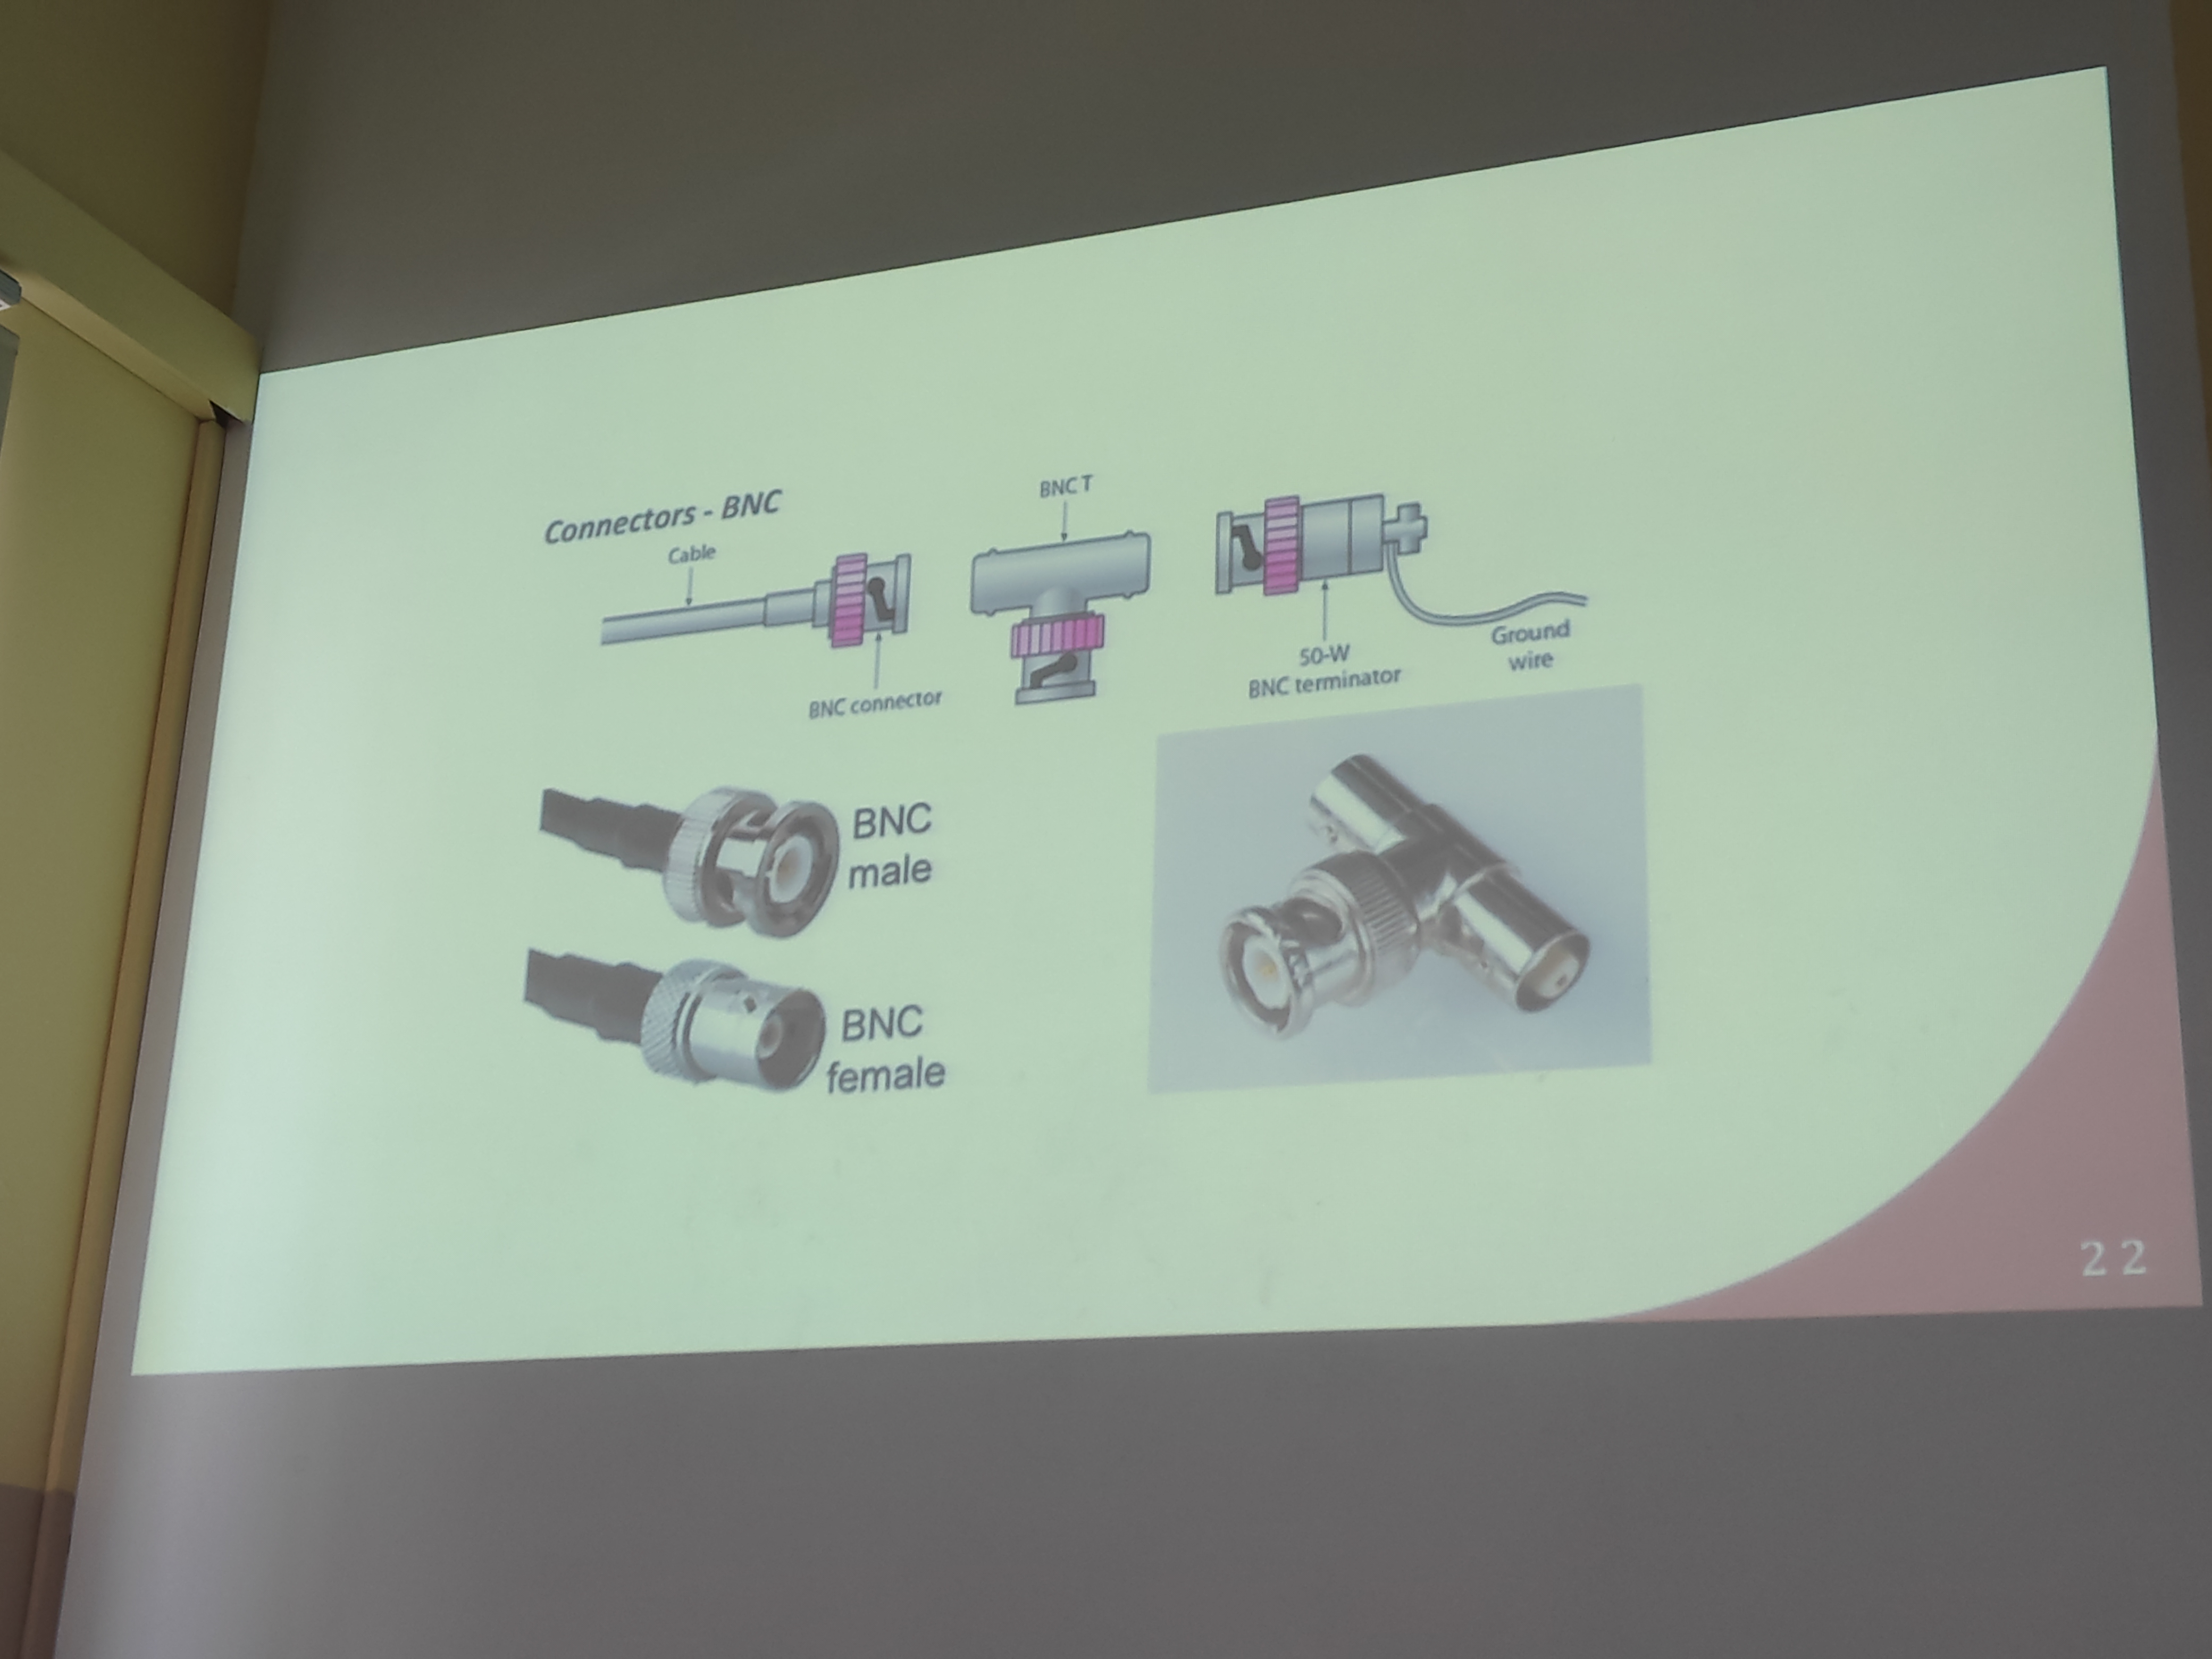 Connectors - BNC
Cable
BNC connector
BNC T
50-W
BNC terminator
Ground
wire
BNC
male
BNC
female
22